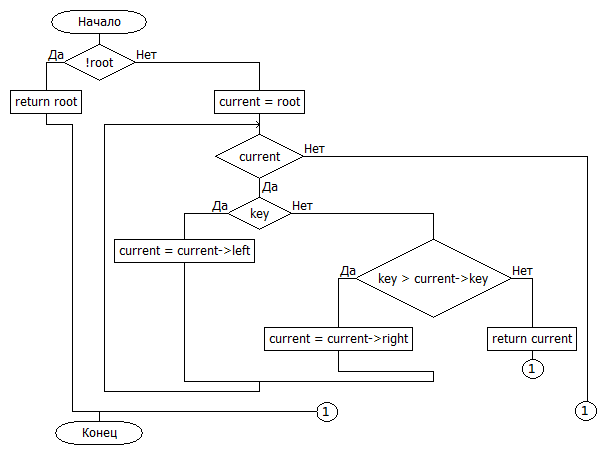 Начало
Да
Нет
!root
return root
current = root
current
Нет
Да
Да
Нет
key
current = current->left
Да
Нет
key > current->key
current = current->right
return current
1
1
1
Конец